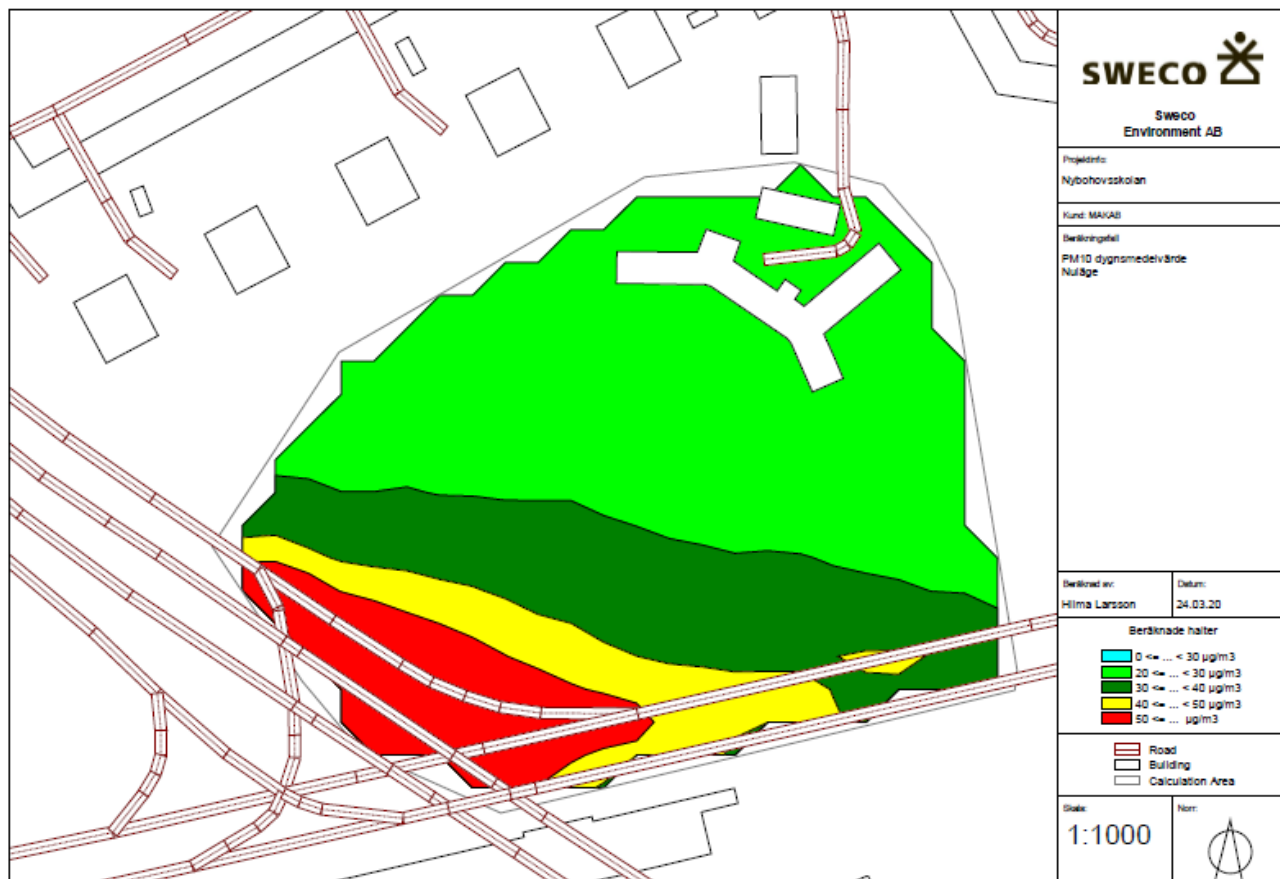 SWECO
Sweco
Environment AB
Projektinfo:
Nybohovsskolan
Kund: MAKAB
Beräkningsfall
PM10 dygnsmedelvärde
Nuläge
Beräknad av:
Hilma Larsson
Datum:
24.03.20
Beräknade halter
0 <= ... < 30 µg/m3
20 <= ... < 30 µg/m3
30 <= ... < 40 µg/m3
40 <= ... < 50 µg/m3
50 <= ... µg/m3
Road
Building
Calculation Area
Skala:
1:1000
Norr: